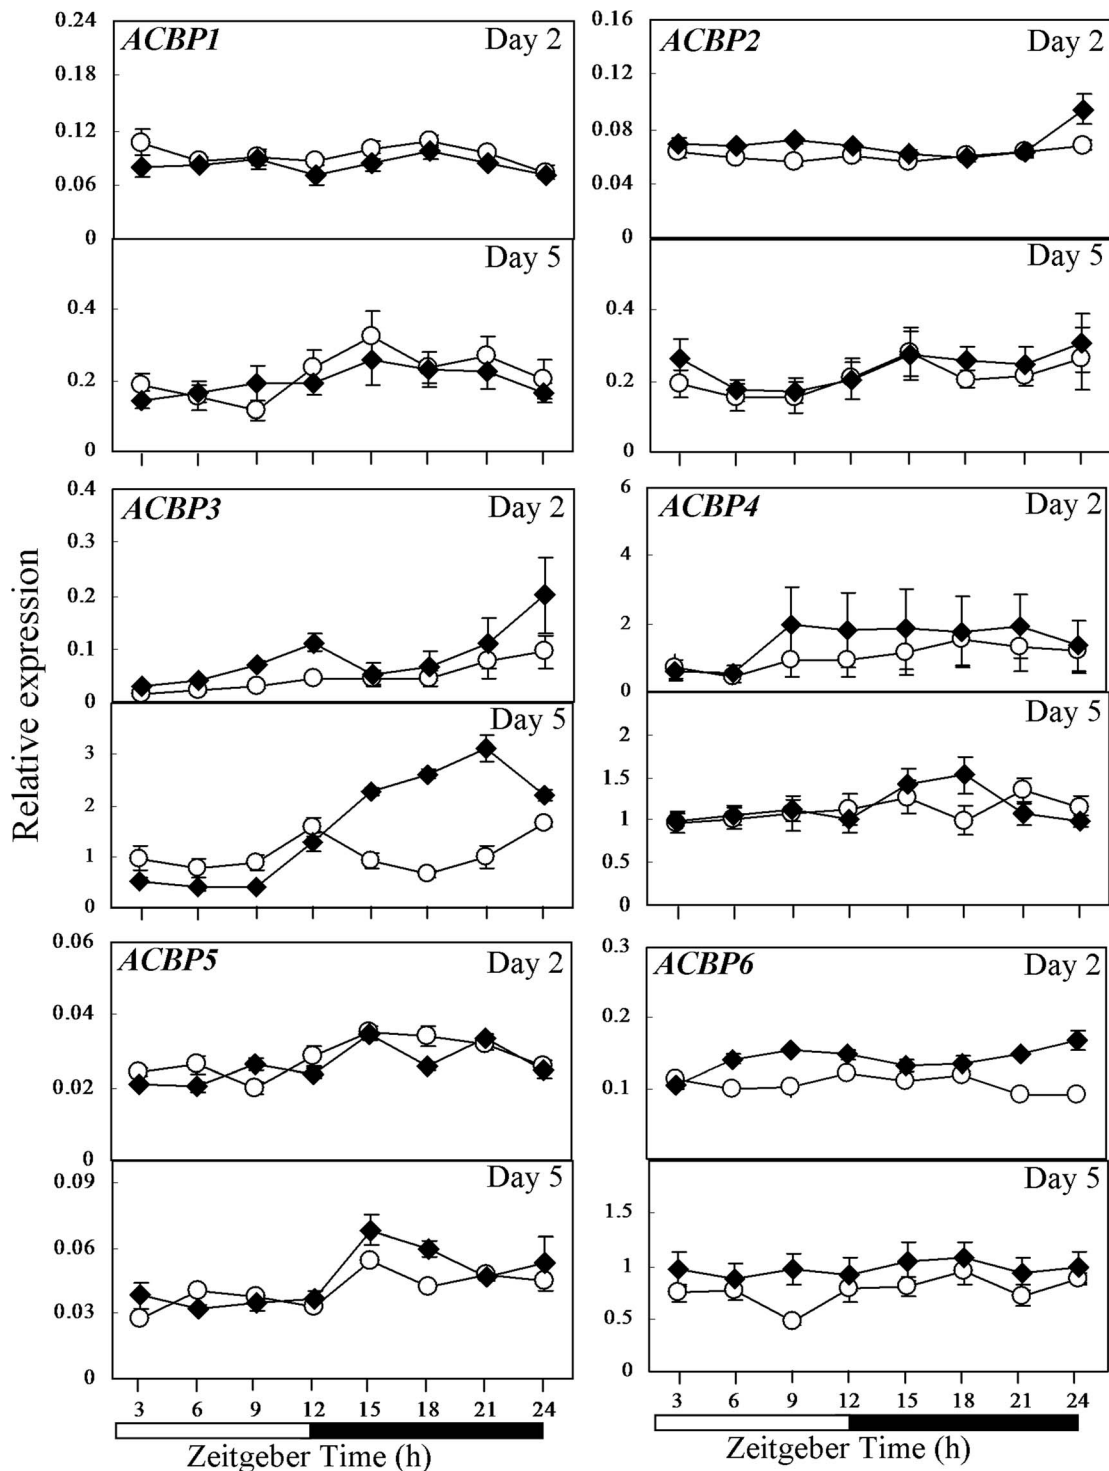 Relative expression
ACBP1 Day 2
0.24
0.18
0.12
0.06
0
Day 5
0.4
0.2
0
ACBP2 Day 2
0.16
0.12
0.08
0.04
0
Day 5
0.4
0.2
0
ACBP3 Day 2
0.4
0.3
0.2
0.1
0
Day 5
3
2
1
0
ACBP4 Day 2
6
4
2
0
Day 5
2
1.5
1
0.5
0
ACBP5 Day 2
0.06
0.04
0.02
0
Day 5
0.09
0.06
0.03
0
3 6 9 12 15 18 21 24
Zeitgeber Time (h)
ACBP6 Day 2
0.3
0.2
0.1
Day 5
1.5
1
0.5
0
3 6 9 12 15 18 21 24
Zeitgeber Time (h)